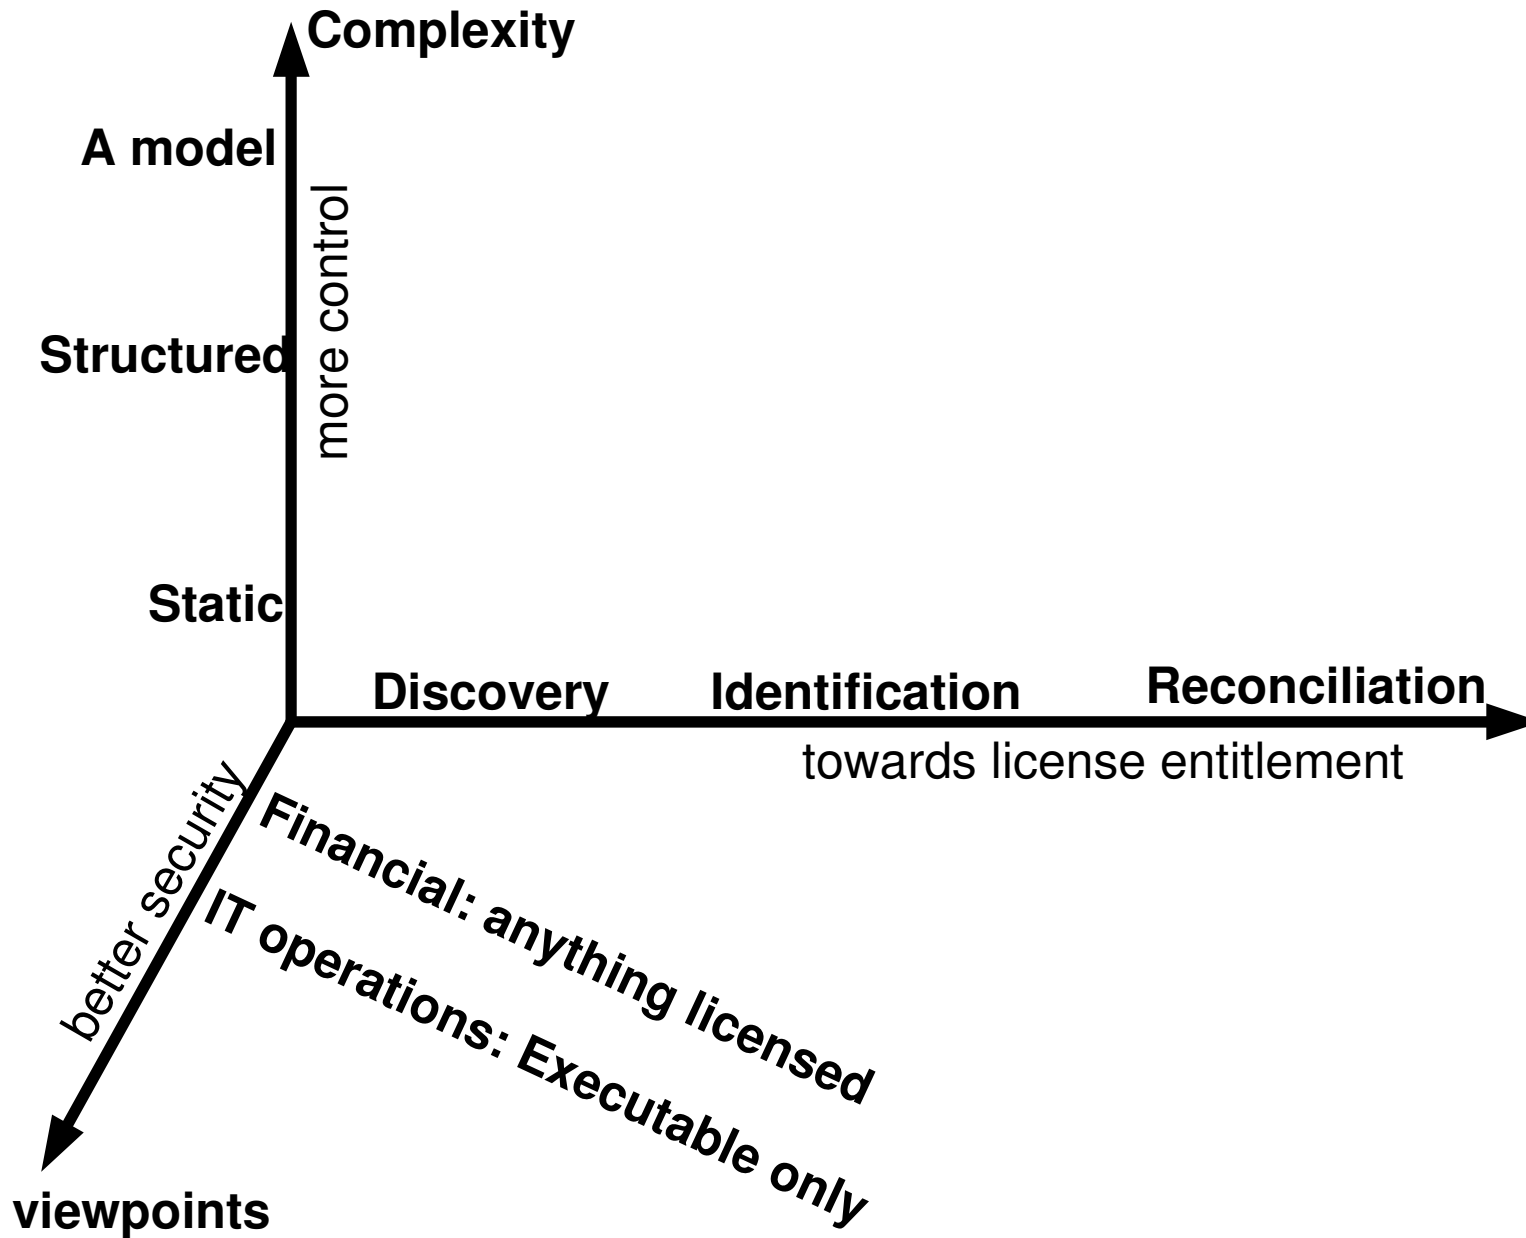 Complexity
A model
more control
Structured
Static
Discovery
Identification
Reconciliation
towards license entitlement
better security
Financial: anything licensed
IT operations: Executable only
viewpoints